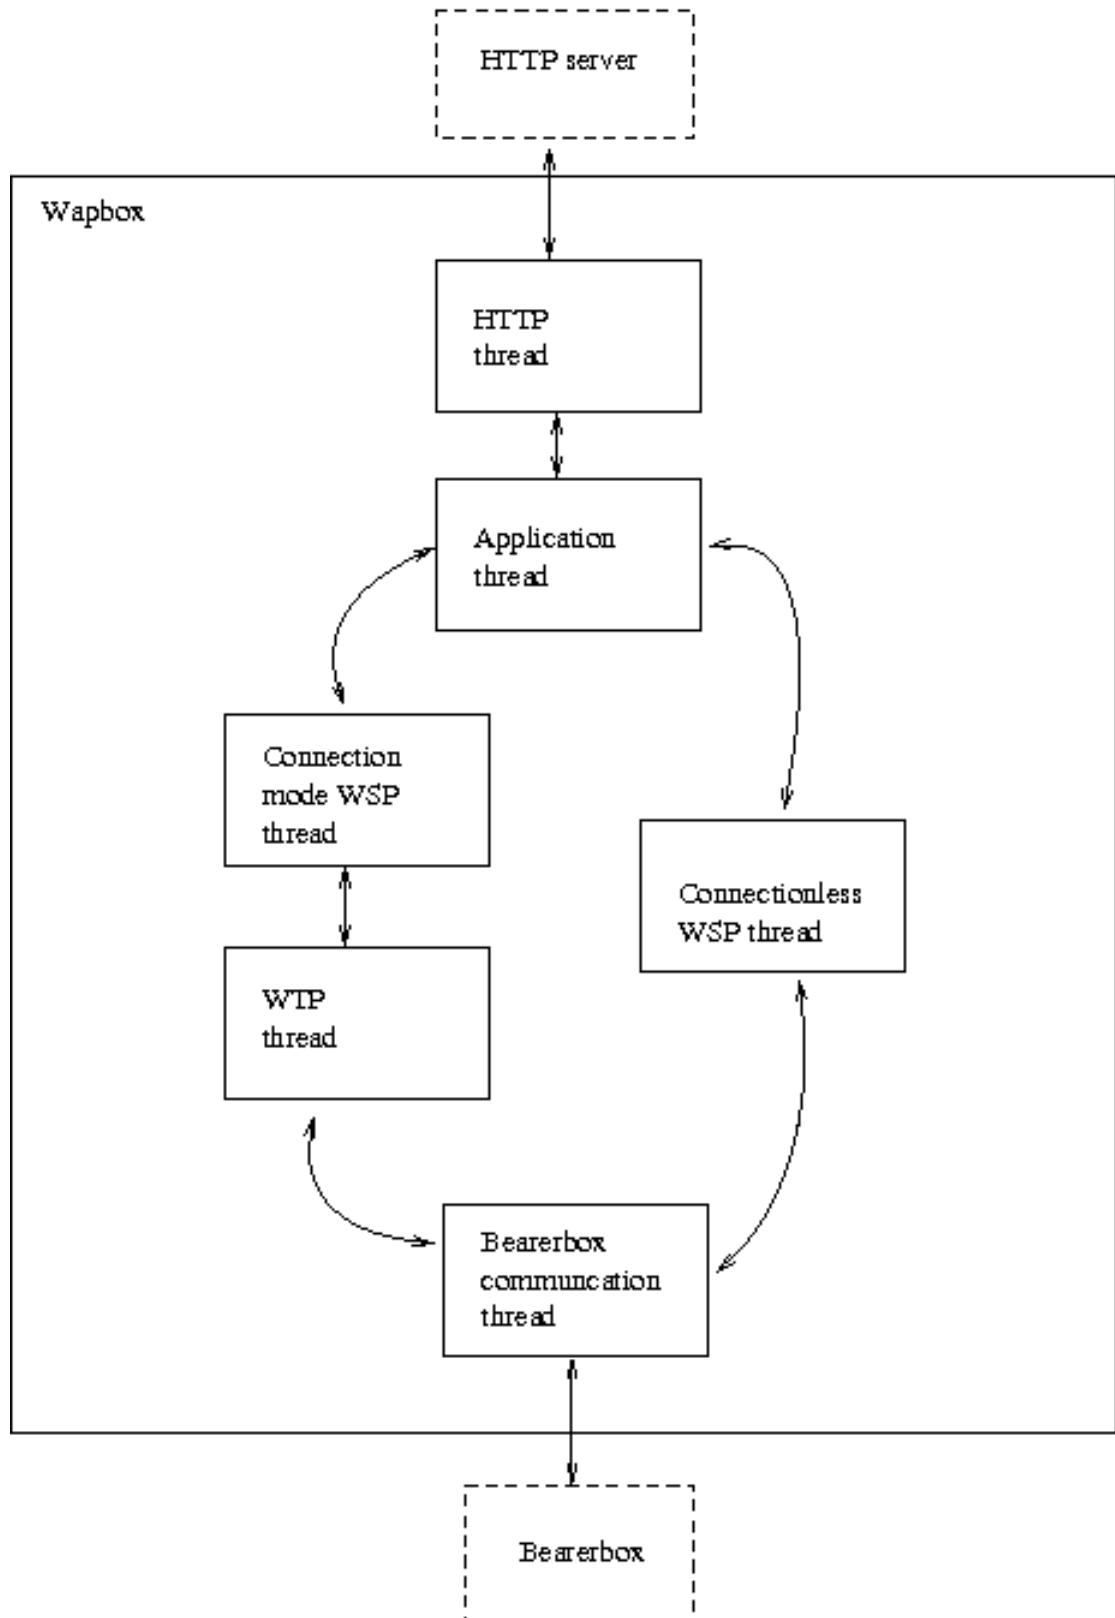 HTTP server
Wapbox
HTTP
thread
Application
thread
Connection
mode WSP
thread
Connectionless
WSP thread
WTP
thread
Bearerbox
communcation
thread
Bearerbox